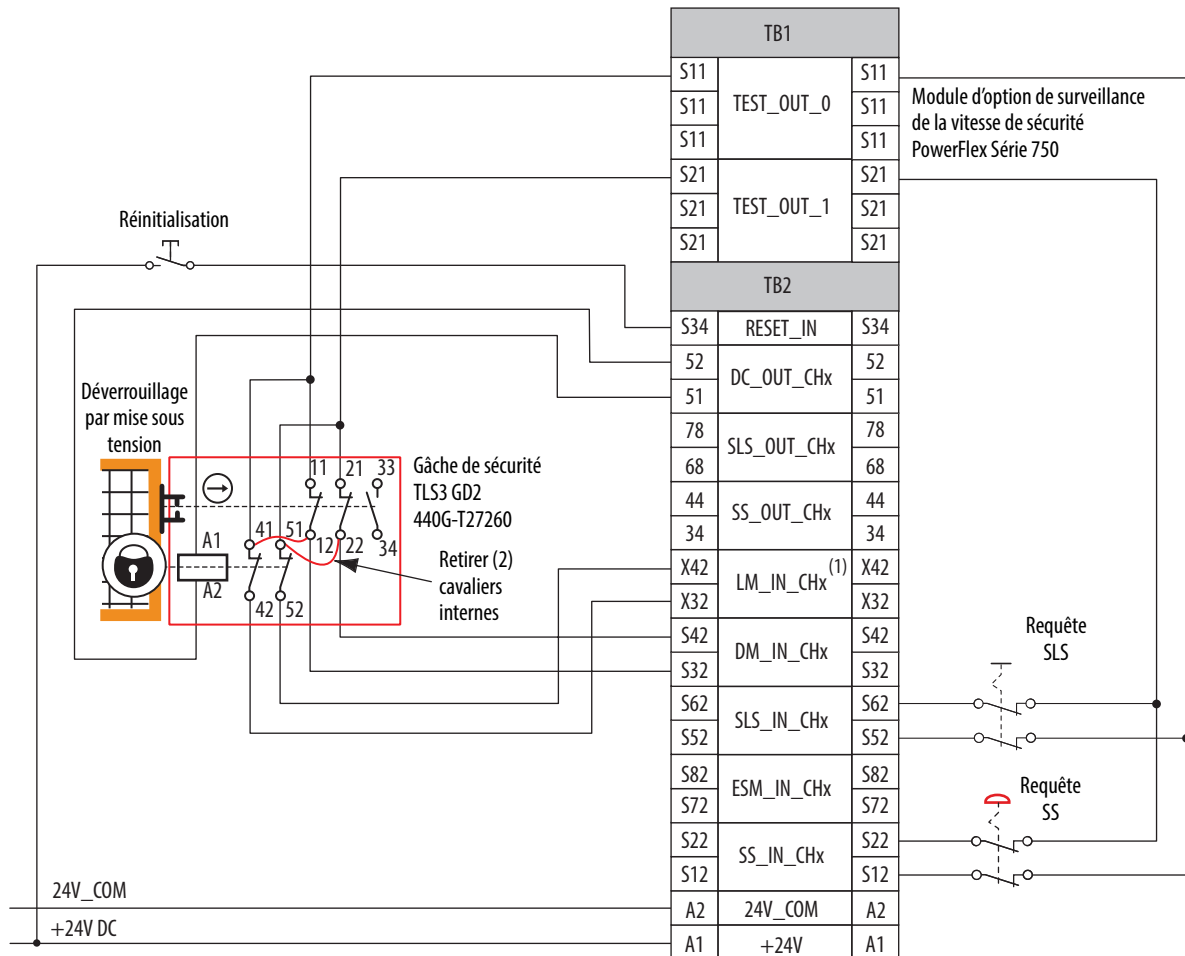 TB1
S11 S11
S11 TEST_OUT_0 S11
S11 S11
Module d'option de surveillance
de la vitesse de sécurité
PowerFlex Série 750
S21 S21
S21 TEST_OUT_1 S21
S21 S21
Réinitialisation
TB2
S34 RESET_IN S34
52 DC_OUT_CHx 52
51 51
78 SLS_OUT_CHx 78
68 68
44 SS_OUT_CHx 44
34 34
X42 LM_IN_CHx (1) X42
X32 X32
S42 DM_IN_CHx S42
S32 S32
S62 SLS_IN_CHx S62
S52 S52
S82 ESM_IN_CHx S82
S72 S72
S22 SS_IN_CHx S22
S12 S12
A2 24V_COM A2
A1 +24V A1
Déverrouillage
par mise sous
tension
11 21 33
Gâche de sécurité
TLS3 GD2
440G-T27260
41 51 12 22 34
A1
A2
42 52
Retirer (2)
cavaliers
internes
Requête
SLS
Requête
SS
24V_COM
+24V DC